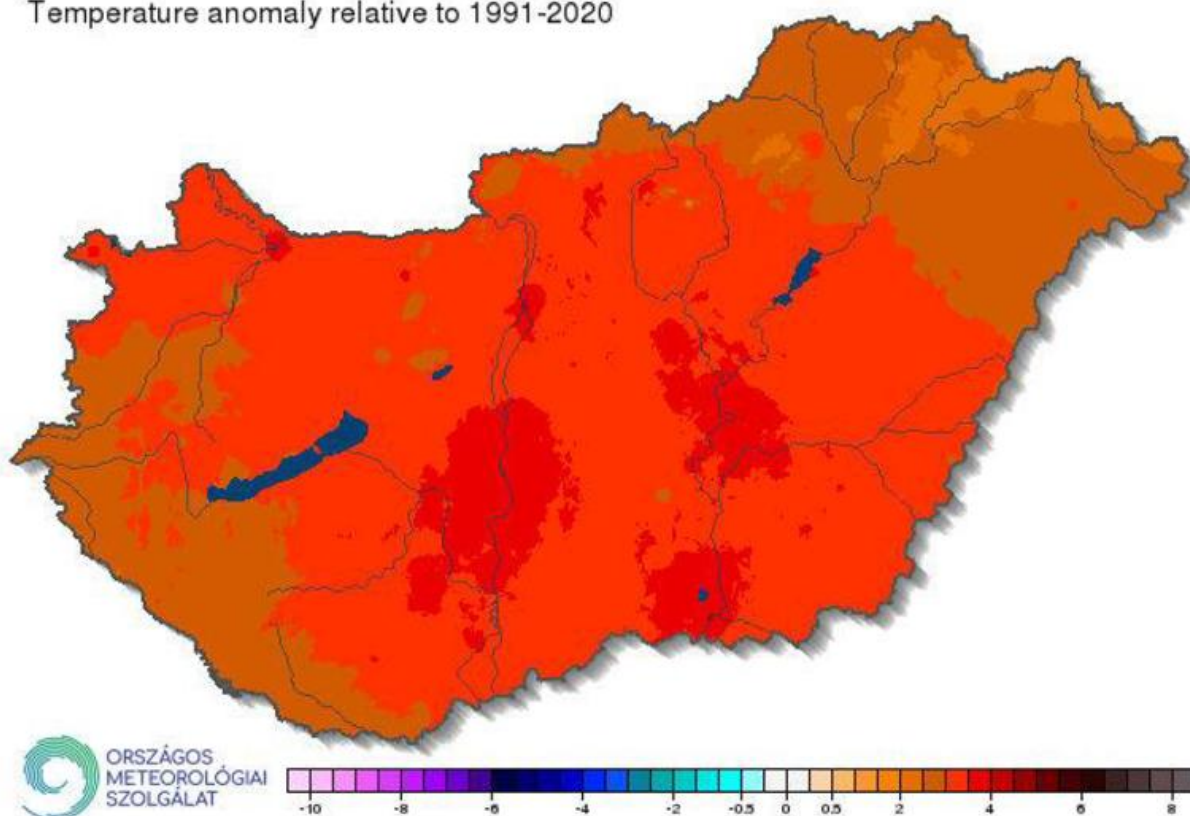 Temperature anomaly relative to 1991-2020
ORSZÁGOS
METEOROLÓGIAI
SZOLGÁLAT
-10 -8 -6 -4 -2 -0.5 0 0.5 2 4 6 8